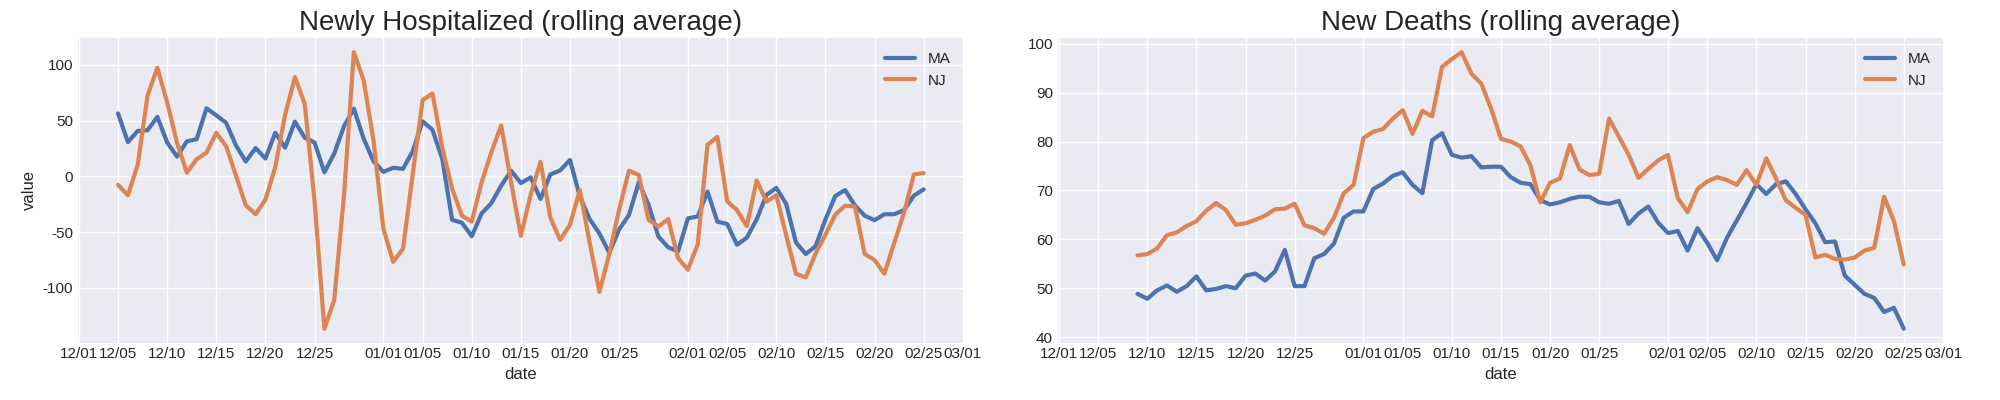 Newly Hospitalized (rolling average)
MA
NJ
100
50
0
-50
-100
value
12/01 12/05 12/10 12/15 12/20 12/25 01/01 01/05 01/10 01/15 01/20 01/25 02/01 02/05 02/10 02/15 02/20 02/25 03/01
date
New Deaths (rolling average)
MA
NJ
100
90
80
70
60
50
40
12/01 12/05 12/10 12/15 12/20 12/25 01/01 01/05 01/10 01/15 01/20 01/25 02/01 02/05 02/10 02/15 02/20 02/25 03/01
date